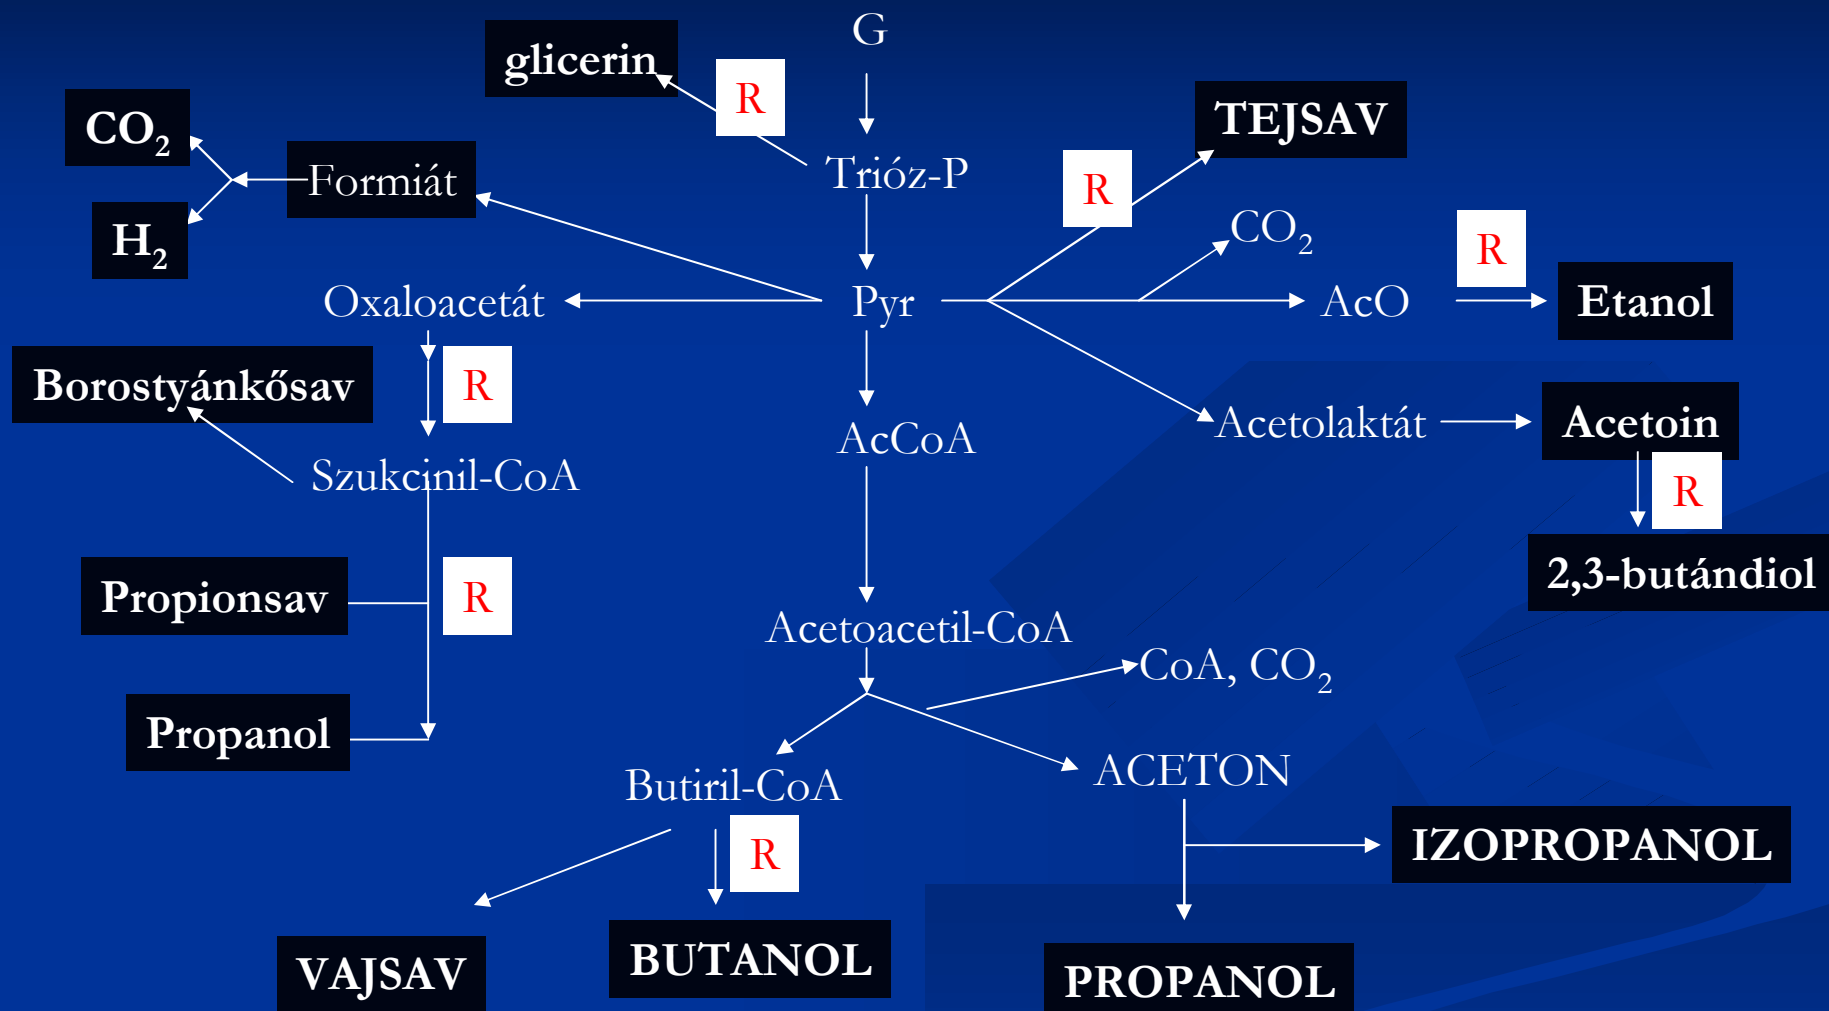 G
glicerin
R
TEJSAV
CO₂
Formiát
Trióz-P
R
H₂
CO₂
R
Oxaloacetát
Pyr
AcO
Etanol
Borostyánkősav
R
AcCoA
Acetolaktát
Acetoin
Szukcinil-CoA
R
2,3-butándiol
Propionsav
R
Acetoacetil-CoA
CoA, CO₂
Propanol
Butiril-CoA
ACETON
R
IZOPROPANOL
VAJSAV
BUTANOL
PROPANOL